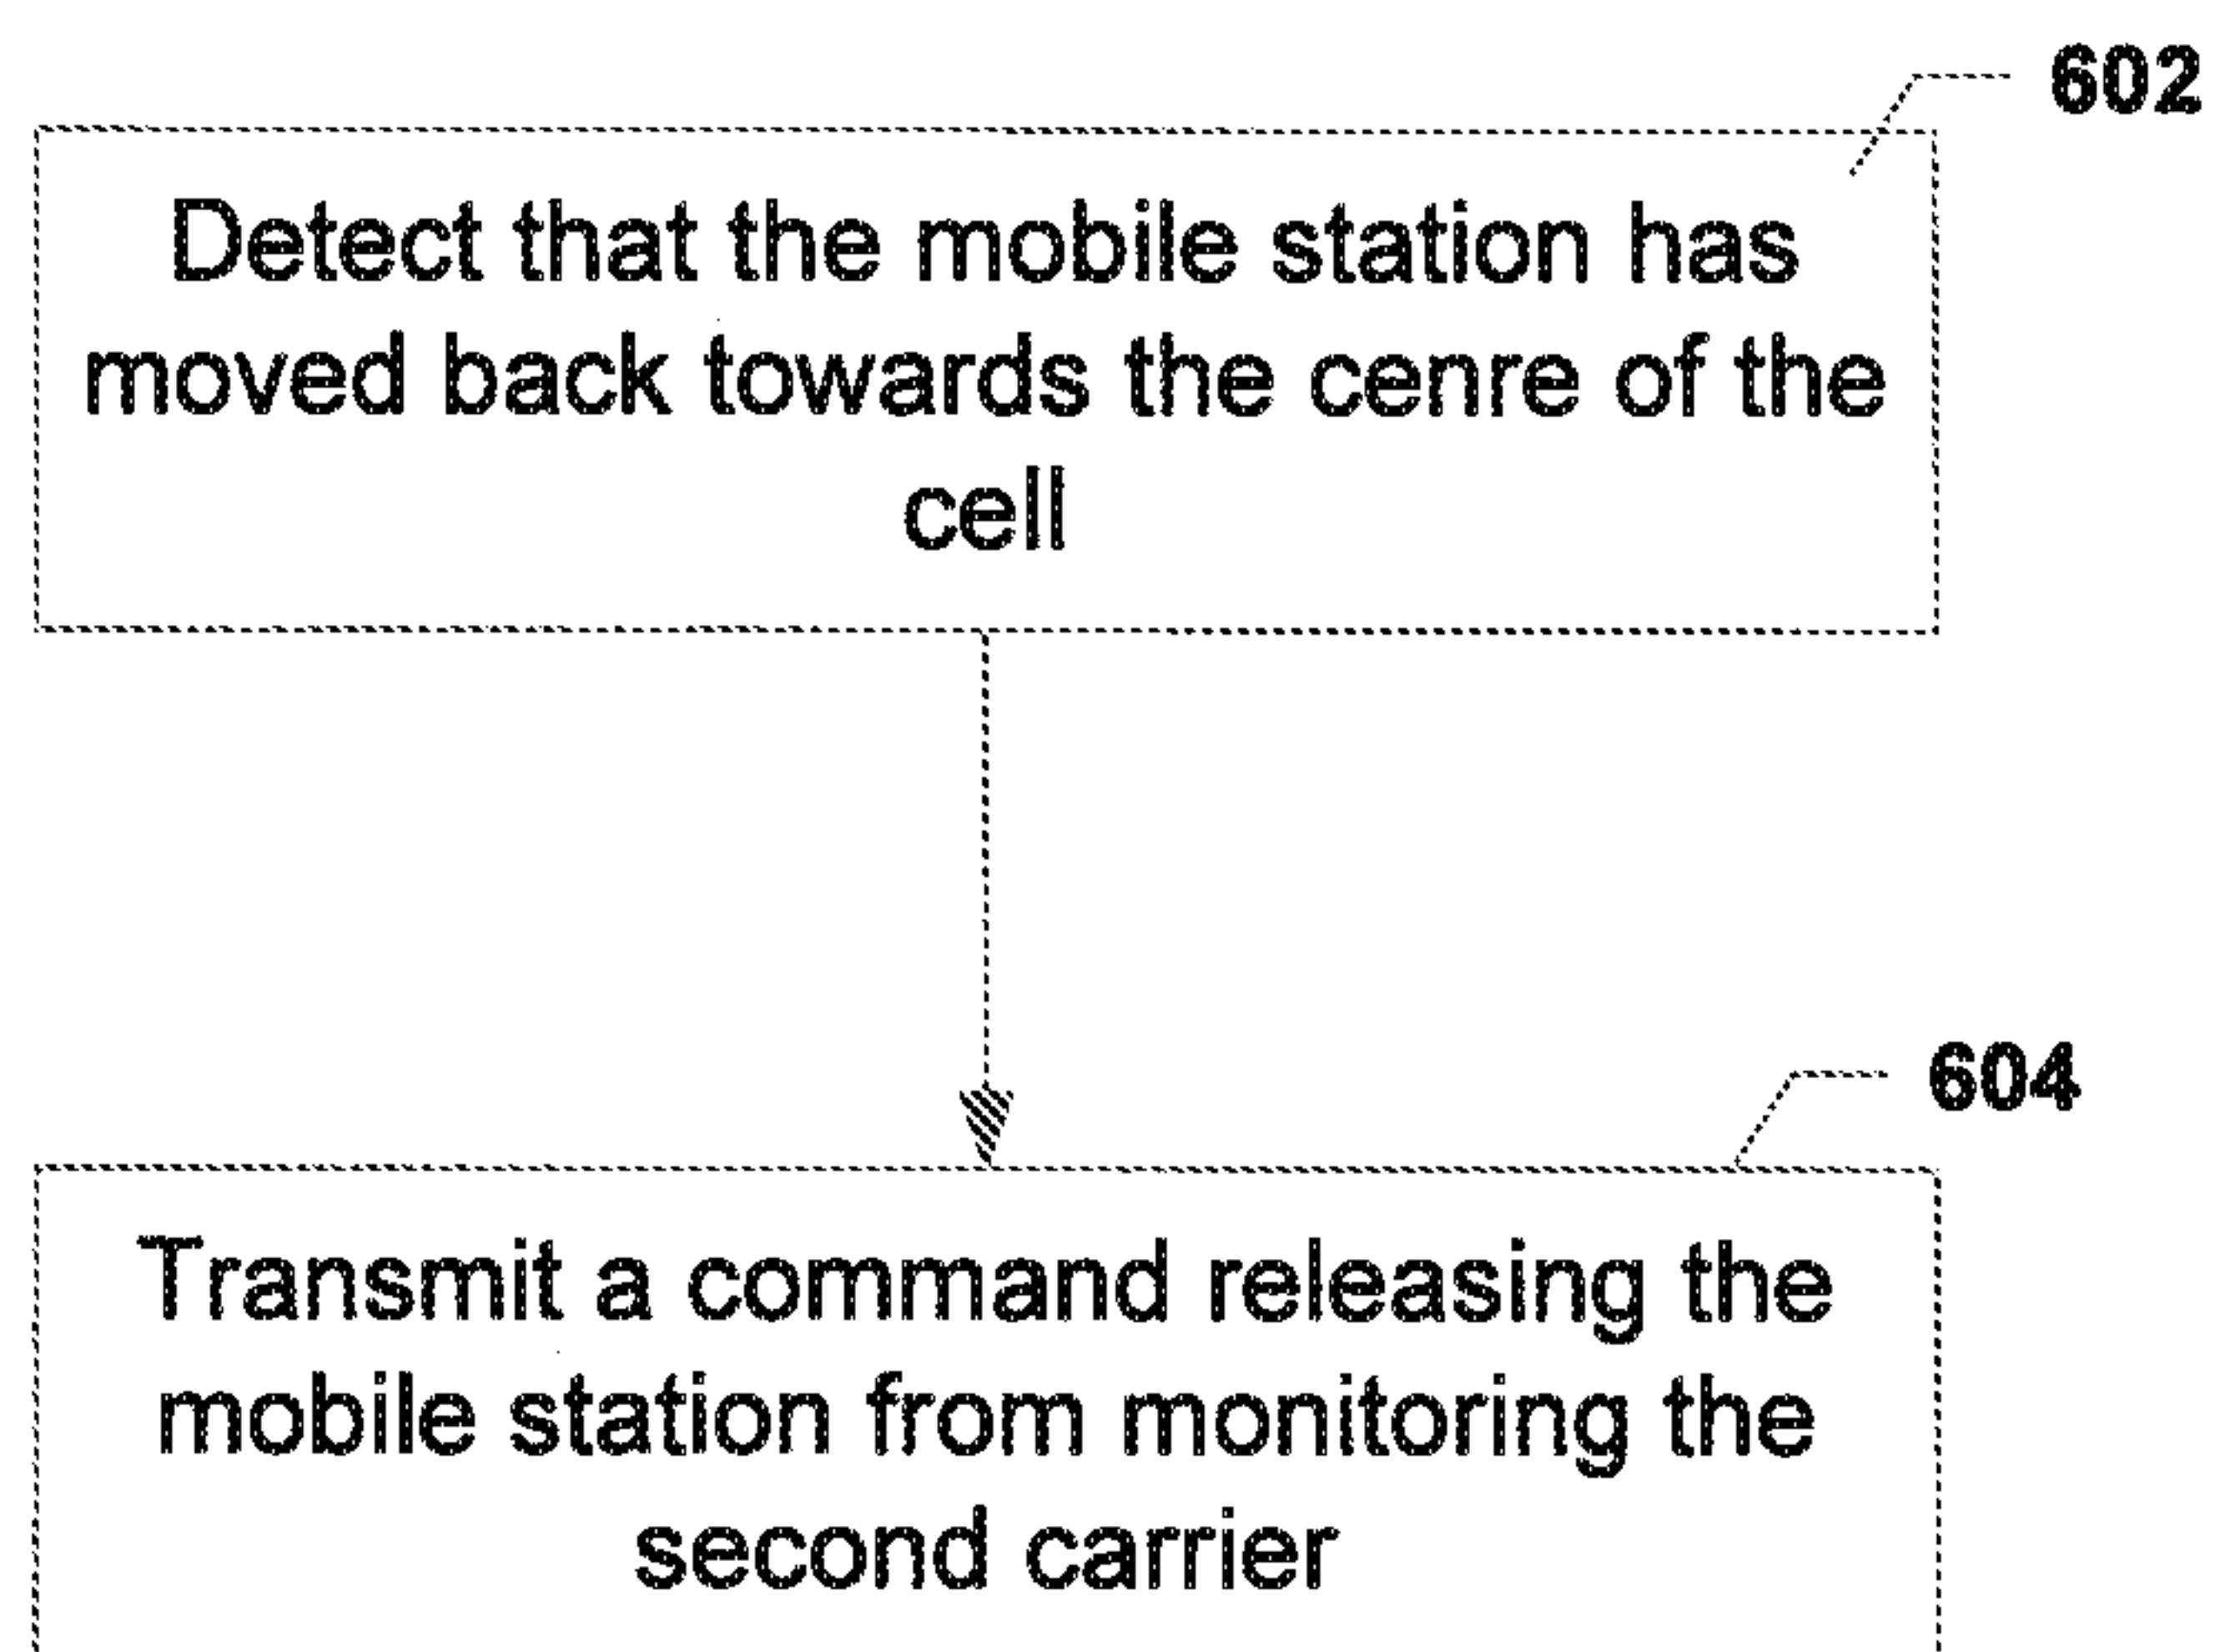 602
Detect that the mobile station has
moved back towards the cenre of the
cell
604
Transmit a command releasing the
mobile station from monitoring the
second carrier